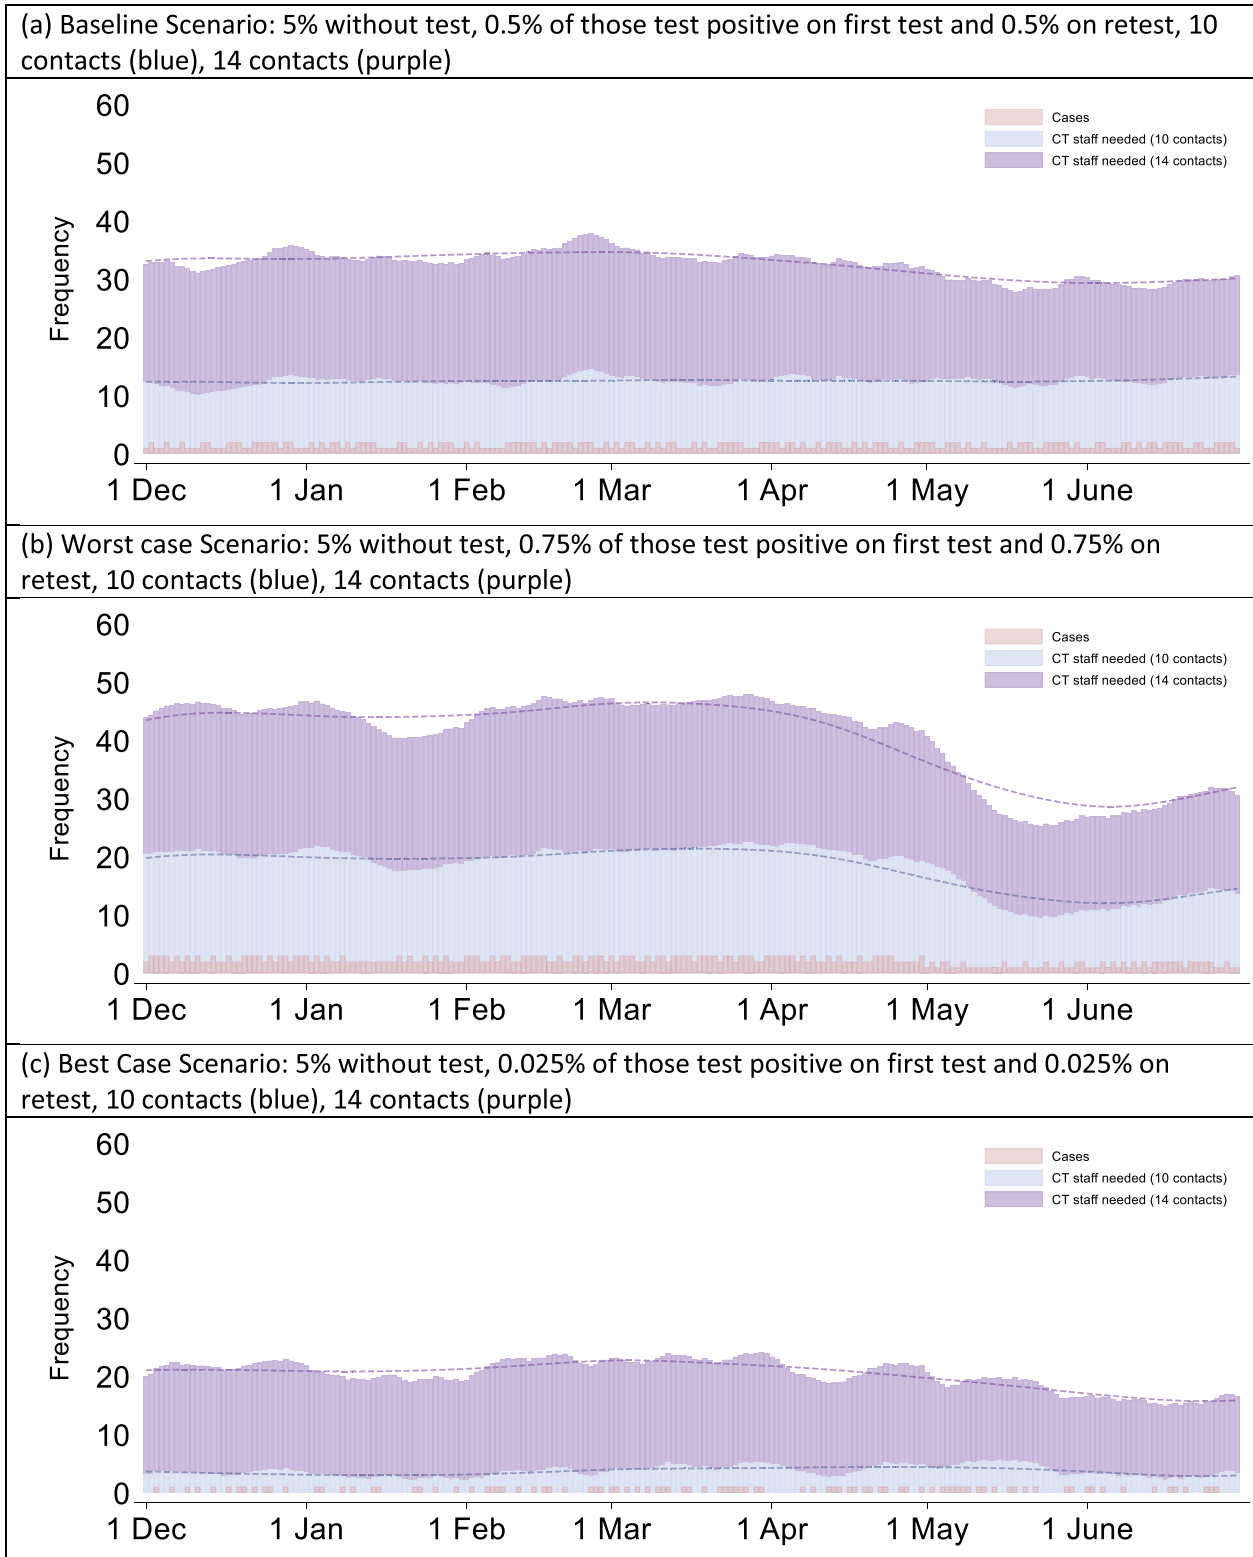 (a) Baseline Scenario: 5% without test, 0.5% of those test positive on first test and 0.5% on retest, 10
contacts (blue), 14 contacts (purple)
60
50
40
30
20
10
0
Frequency
Cases
CT staff needed (10 contacts)
CT staff needed (14 contacts)
1 Dec 1 Jan 1 Feb 1 Mar 1 Apr 1 May 1 June
(b) Worst case Scenario: 5% without test, 0.75% of those test positive on first test and 0.75% on
retest, 10 contacts (blue), 14 contacts (purple)
60
50
40
30
20
10
0
Frequency
Cases
CT staff needed (10 contacts)
CT staff needed (14 contacts)
1 Dec 1 Jan 1 Feb 1 Mar 1 Apr 1 May 1 June
(c) Best Case Scenario: 5% without test, 0.025% of those test positive on first test and 0.025% on
retest, 10 contacts (blue), 14 contacts (purple)
60
50
40
30
20
10
0
Frequency
Cases
CT staff needed (10 contacts)
CT staff needed (14 contacts)
1 Dec 1 Jan 1 Feb 1 Mar 1 Apr 1 May 1 June